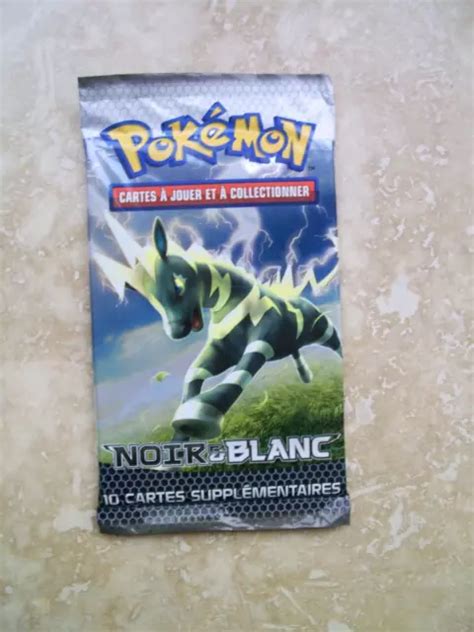 POKéMON
CARTES À JOUER ET À COLLECTIONNER
NOIR & BLANC
10 CARTES SUPPLÉMENTAIRES